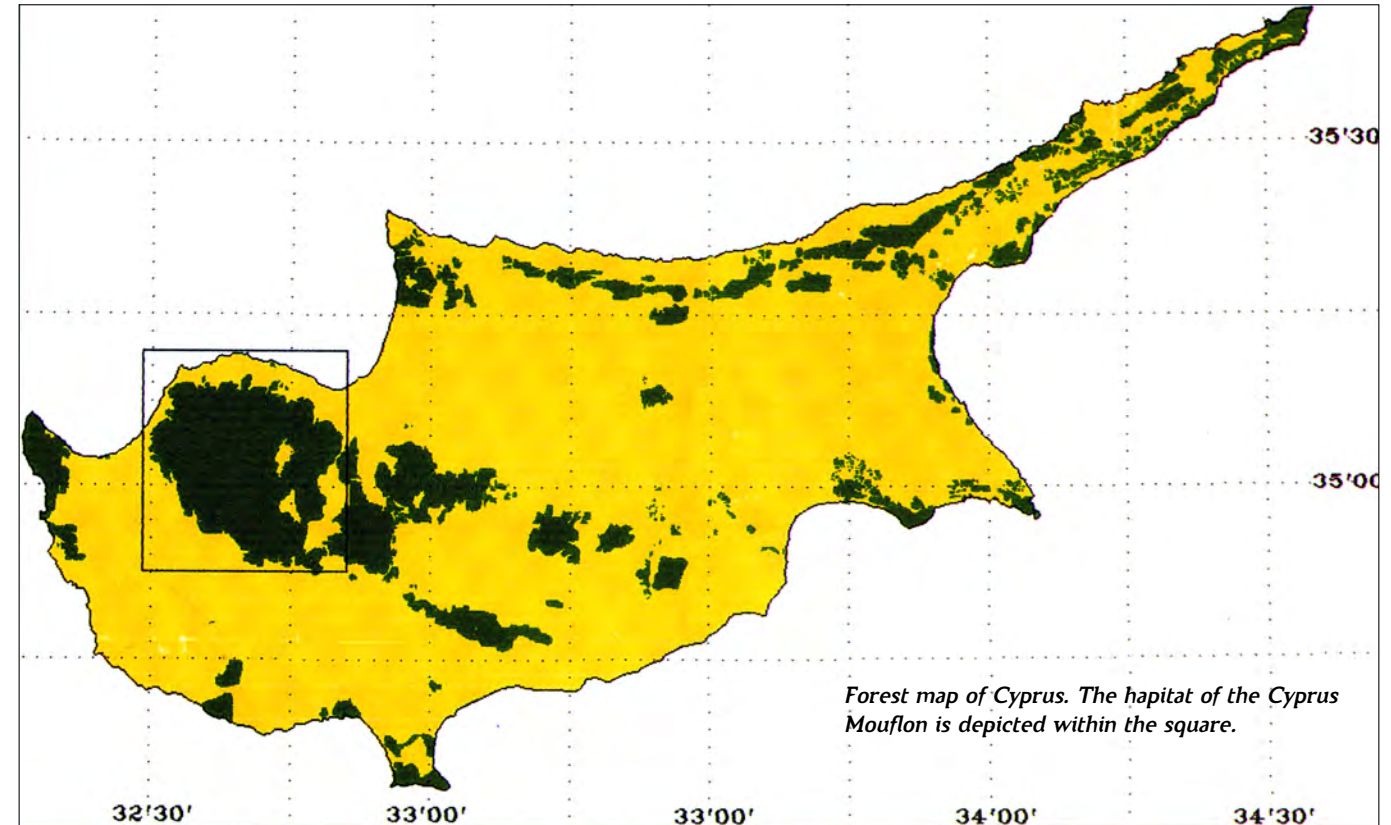 35'30
35'00
Forest map of Cyprus. The hapitat of the Cyprus
Mouflon is depicted within the square.
32'30' 33'00' 33'00' 34'00' 34'30'